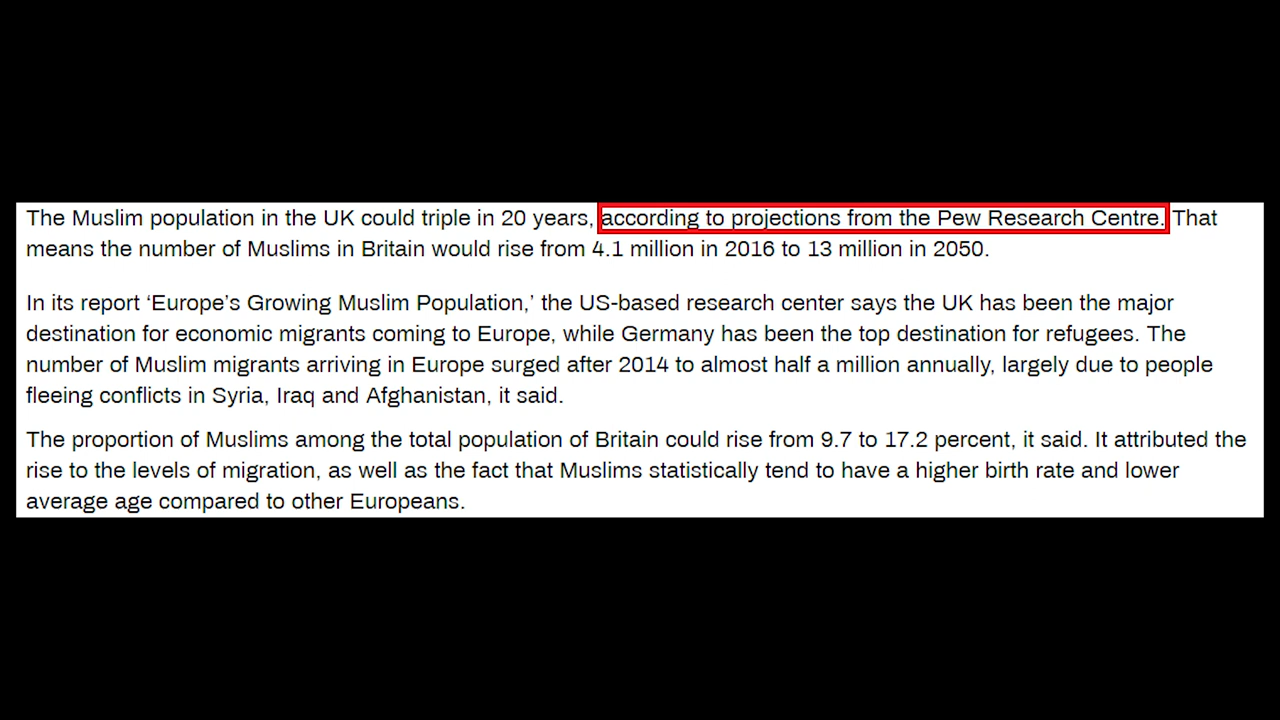 The Muslim population in the UK could triple in 20 years, according to projections from the Pew Research Centre. That
means the number of Muslims in Britain would rise from 4.1 million in 2016 to 13 million in 2050.
In its report ‘Europe’s Growing Muslim Population,’ the US-based research center says the UK has been the major
destination for economic migrants coming to Europe, while Germany has been the top destination for refugees. The
number of Muslim migrants arriving in Europe surged after 2014 to almost half a million annually, largely due to people
fleeing conflicts in Syria, Iraq and Afghanistan, it said.
The proportion of Muslims among the total population of Britain could rise from 9.7 to 17.2 percent, it said. It attributed the
rise to the levels of migration, as well as the fact that Muslims statistically tend to have a higher birth rate and lower
average age compared to other Europeans.